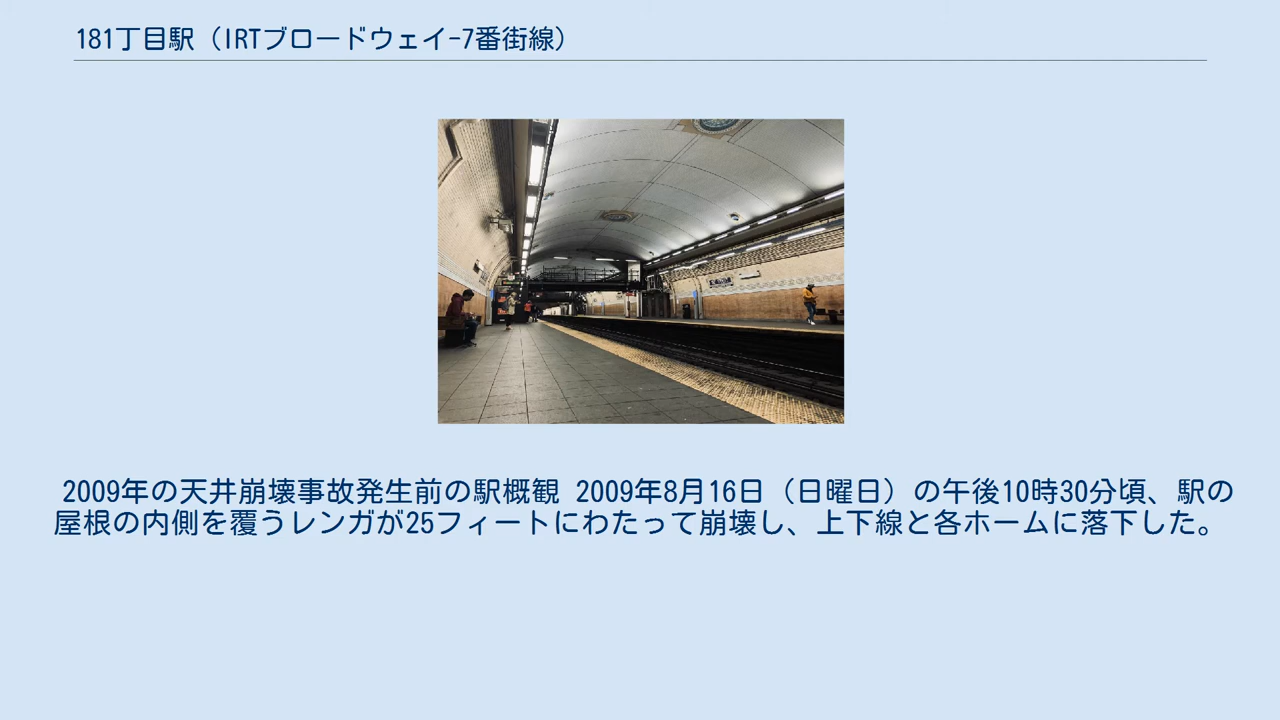 181丁目駅（IRTブロードウェイ-7番街線）
2009年の天井崩壊事故発生前の駅概観 2009年8月16日（日曜日）の午後10時30分頃、駅の
屋根の内側を覆うレンガが25フィートにわたって崩壊し、上下線と各ホームに落下した。